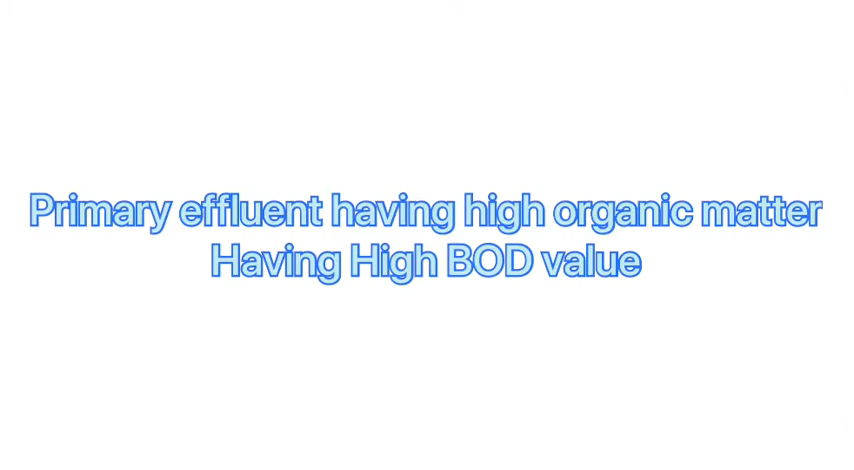 Primary effluent having high organic matter
Having High BOD value